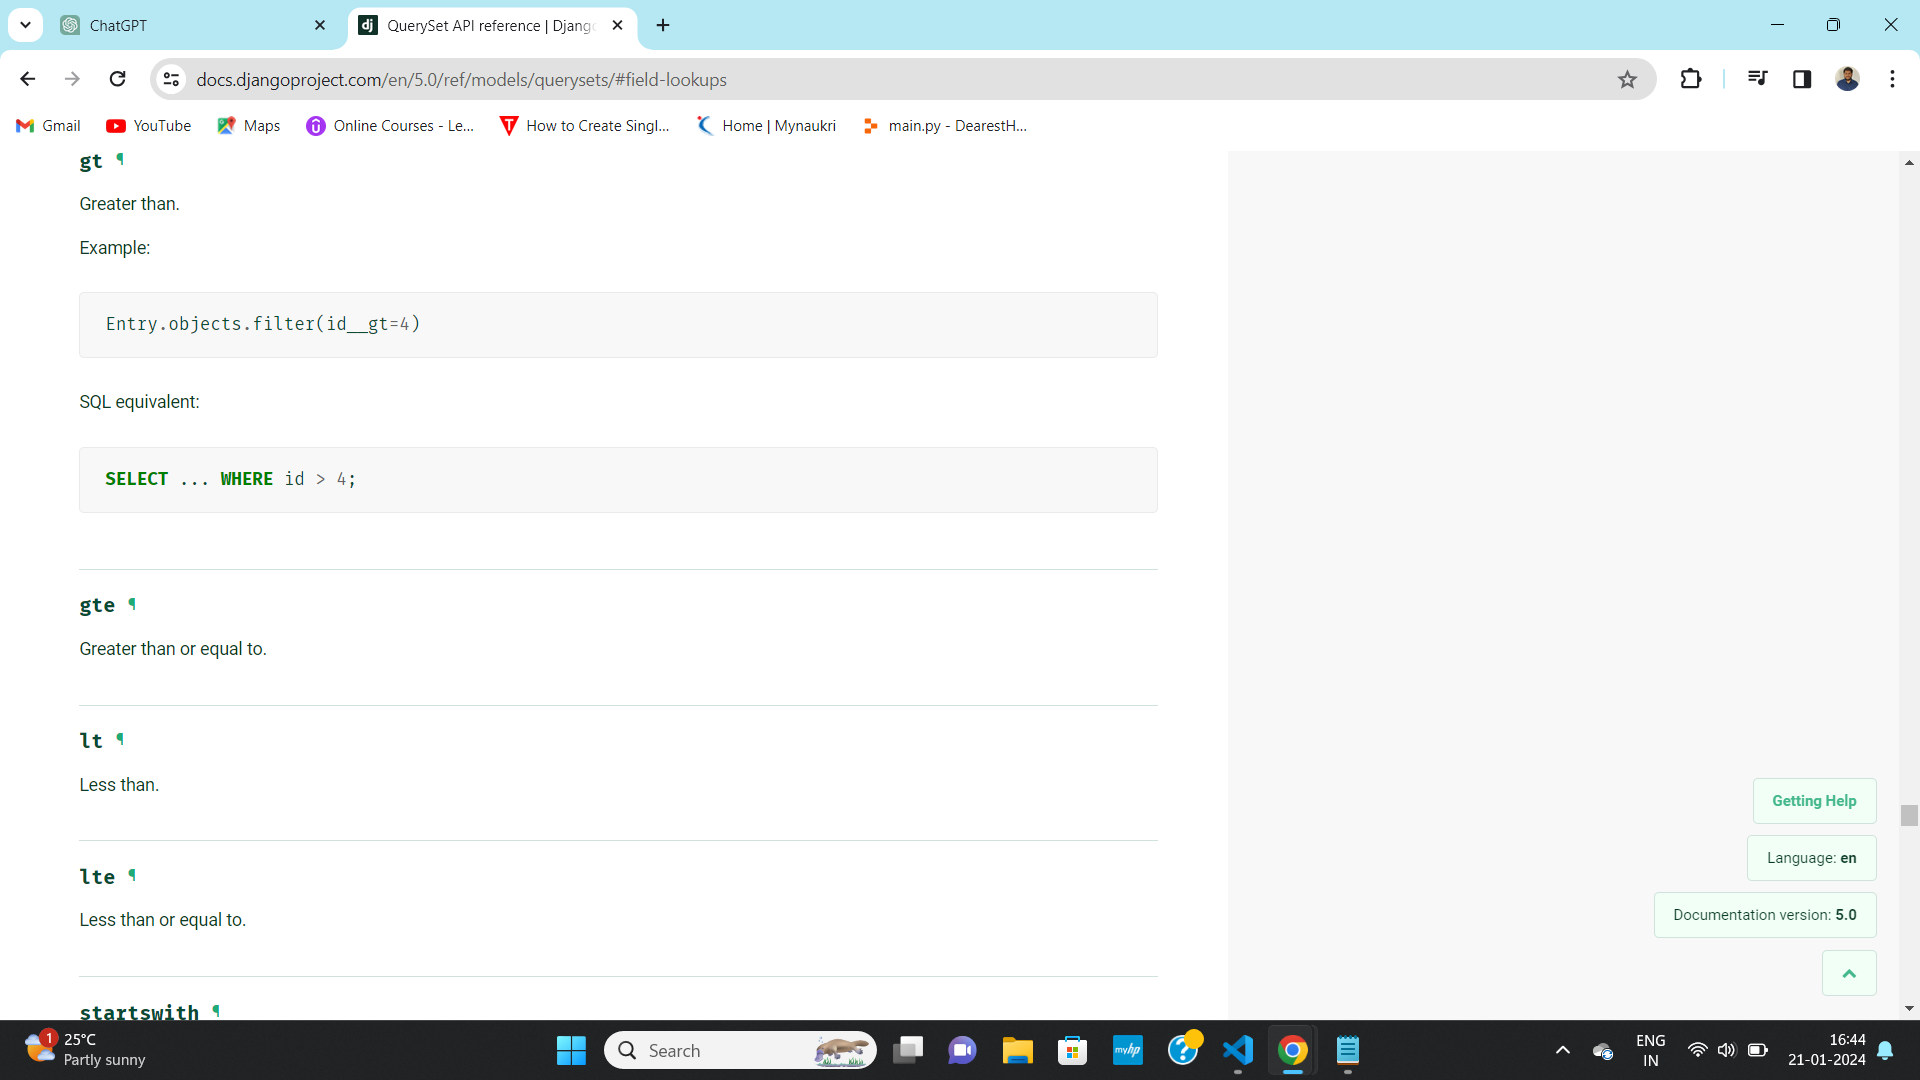 ChatGPT
QuerySet API reference | Djang
docs.djangoproject.com/en/5.0/ref/models/querysets/#field-lookups
Gmail
YouTube
Maps
Online Courses - Le...
How to Create Singl...
Home | Mynaukri
main.py - DearestH...
gt ¶
Greater than.
Example:
Entry.objects.filter(id__gt=4)
SQL equivalent:
SELECT ... WHERE id > 4;
gte ¶
Greater than or equal to.
lt ¶
Less than.
lte ¶
Less than or equal to.
startswith ¶
Getting Help
Language: en
Documentation version: 5.0
1
25°C
Partly sunny
Search
myhp
ENG
IN
16:44
21-01-2024